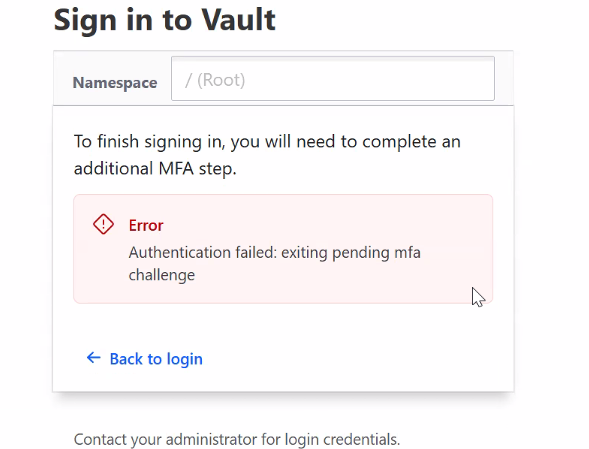 Sign in to Vault
Namespace
/ (Root)
To finish signing in, you will need to complete an
additional MFA step.
Error
Authentication failed: exiting pending mfa
challenge
← Back to login
Contact your administrator for login credentials.